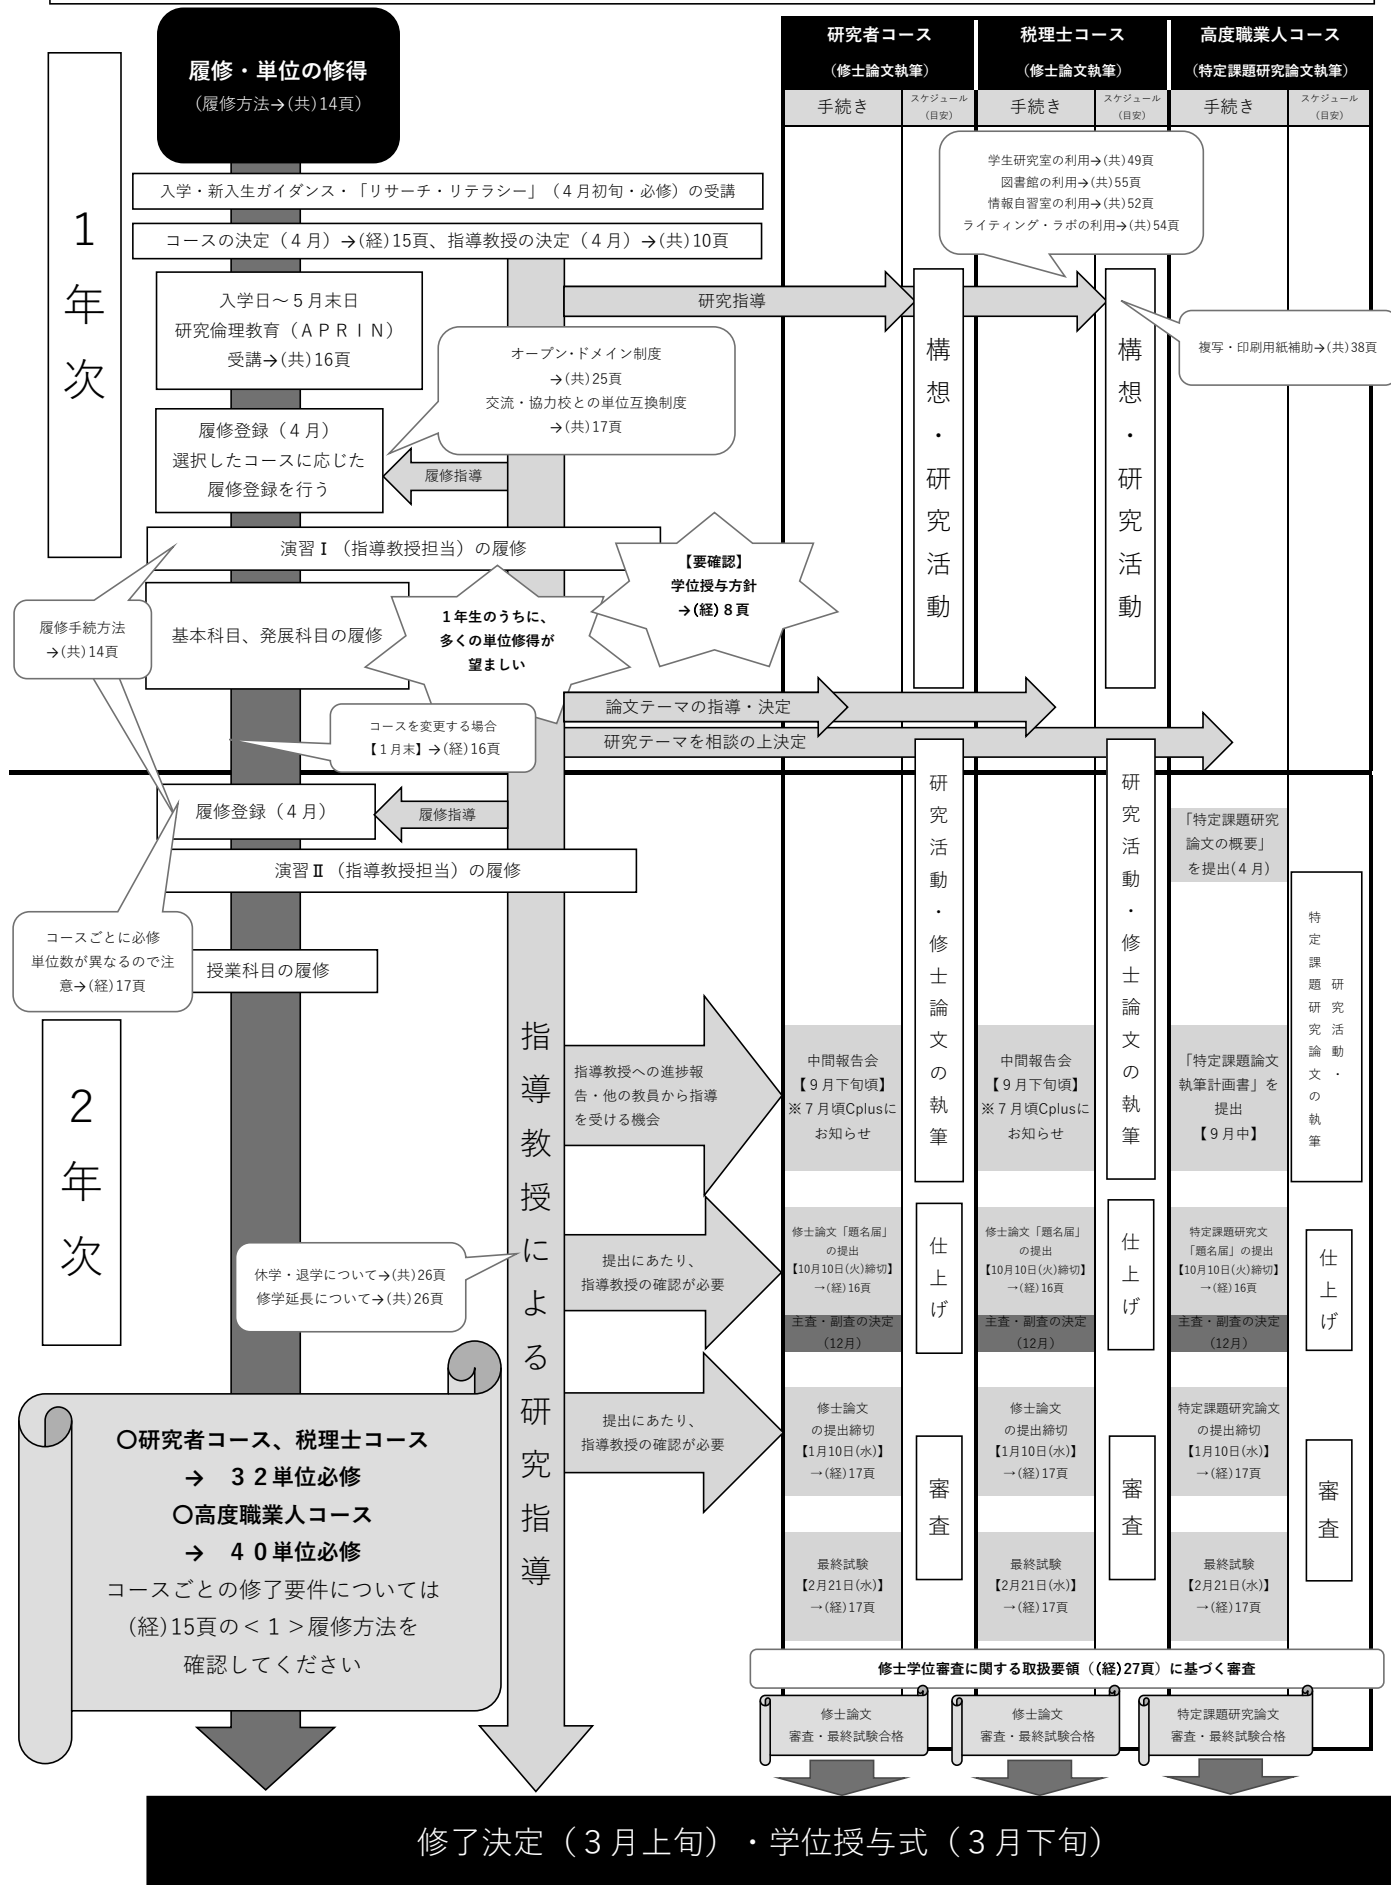 履修・単位の修得
（履修方法→(共)14頁）
研究者コース
（修士論文執筆）
税理士コース
（修士論文執筆）
高度職業人コース
（特定課題研究論文執筆）
手続き
スケジュール
（目安）
手続き
スケジュール
（目安）
手続き
スケジュール
（目安）
1年次
入学・新入生ガイダンス・「リサーチ・リテラシー」（４月初旬・必修）の受講
コースの決定（４月）→(経)15頁、指導教授の決定（４月）→(共)10頁
学生研究室の利用→(共)49頁
図書館の利用→(共)55頁
情報自習室の利用→(共)52頁
ライティング・ラボの利用→(共)54頁
入学日～５月末日
研究倫理教育（ＡＰＲＩＮ）
受講→(共)16頁
研究指導
複写・印刷用紙補助→(共)38頁
オープン・ドメイン制度
→(共)25頁
交流・協力校との単位互換制度
→(共)17頁
構想・研究活動
構想・研究活動
履修登録（４月）
選択したコースに応じた
履修登録を行う
履修指導
演習Ⅰ（指導教授担当）の履修
【要確認】
学位授与方針
→(経)８頁
履修手続方法
→(共)14頁
基本科目、発展科目の履修
１年生のうちに、
多くの単位修得が
望ましい
論文テーマの指導・決定
コースを変更する場合
【１月末】→(経)16頁
研究テーマを相談の上決定
履修登録（４月）
履修指導
演習Ⅱ（指導教授担当）の履修
コースごとに必修
単位数が異なるので注
意→(経)17頁
授業科目の履修
2年次
指導教授による研究指導
研究活動・修士論文の執筆
研究活動・修士論文の執筆
「特定課題研究
論文の概要」
を提出(４月)
研究活動・
特定課題研究論文の執筆
指導教授への進捗報
告・他の教員から指導
を受ける機会
中間報告会
【９月下旬頃】
※７月頃Cplusに
お知らせ
中間報告会
【９月下旬頃】
※７月頃Cplusに
お知らせ
「特定課題論文
執筆計画書」を
提出
【９月中】
休学・退学について→(共)26頁
修学延長について→(共)26頁
提出にあたり、
指導教授の確認が必要
修士論文「題名届」
の提出
【10月10日(火)締切】
→(経)16頁
主査・副査の決定
（12月）
仕上げ
修士論文「題名届」
の提出
【10月10日(火)締切】
→(経)16頁
主査・副査の決定
（12月）
仕上げ
特定課題研究文
「題名届」の提出
【10月10日(火)締切】
→(経)16頁
主査・副査の決定
（12月）
仕上げ
提出にあたり、
指導教授の確認が必要
修士論文
の提出締切
【1月10日(水)】
→(経)17頁
修士論文
の提出締切
【1月10日(水)】
→(経)17頁
特定課題研究論文
の提出締切
【1月10日(水)】
→(経)17頁
審査
審査
審査
最終試験
【2月21日(水)】
→(経)17頁
最終試験
【2月21日(水)】
→(経)17頁
最終試験
【2月21日(水)】
→(経)17頁
〇研究者コース、税理士コース
→　３２単位必修
〇高度職業人コース
→　４０単位必修
コースごとの修了要件については
(経)15頁の＜１＞履修方法を
確認してください
修士学位審査に関する取扱要領（(経)27頁）に基づく審査
修士論文
審査・最終試験合格
修士論文
審査・最終試験合格
特定課題研究論文
審査・最終試験合格
修了決定（３月上旬）・学位授与式（３月下旬）